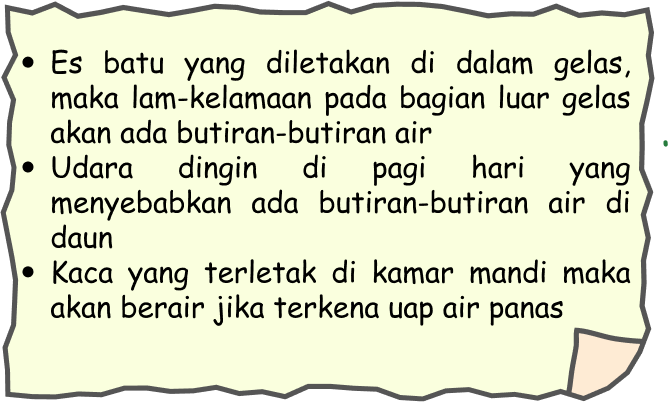 • Es batu yang diletakan di dalam gelas,
maka lam-kelamaan pada bagian luar gelas
akan ada butiran-butiran air
• Udara dingin di pagi hari yang
menyebabkan ada butiran-butiran air di
daun
• Kaca yang terletak di kamar mandi maka
akan berair jika terkena uap air panas